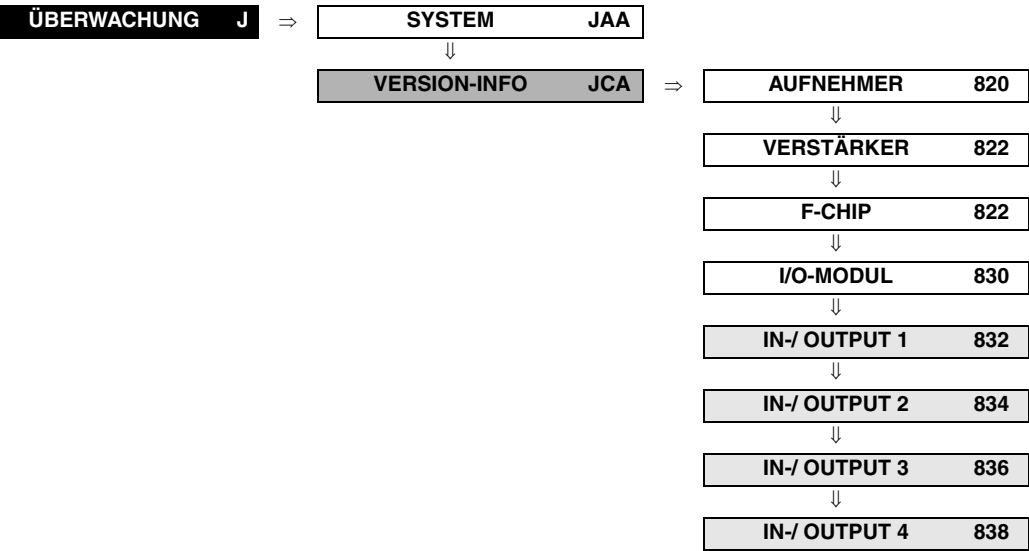 ÜBERWACHUNG J ⇒ SYSTEM JAA
⇓
VERSION-INFO JCA ⇒ AUFNEHMER 820
⇓
VERSTÄRKER 822
⇓
F-CHIP 822
⇓
I/O-MODUL 830
⇓
IN-/ OUTPUT 1 832
⇓
IN-/ OUTPUT 2 834
⇓
IN-/ OUTPUT 3 836
⇓
IN-/ OUTPUT 4 838